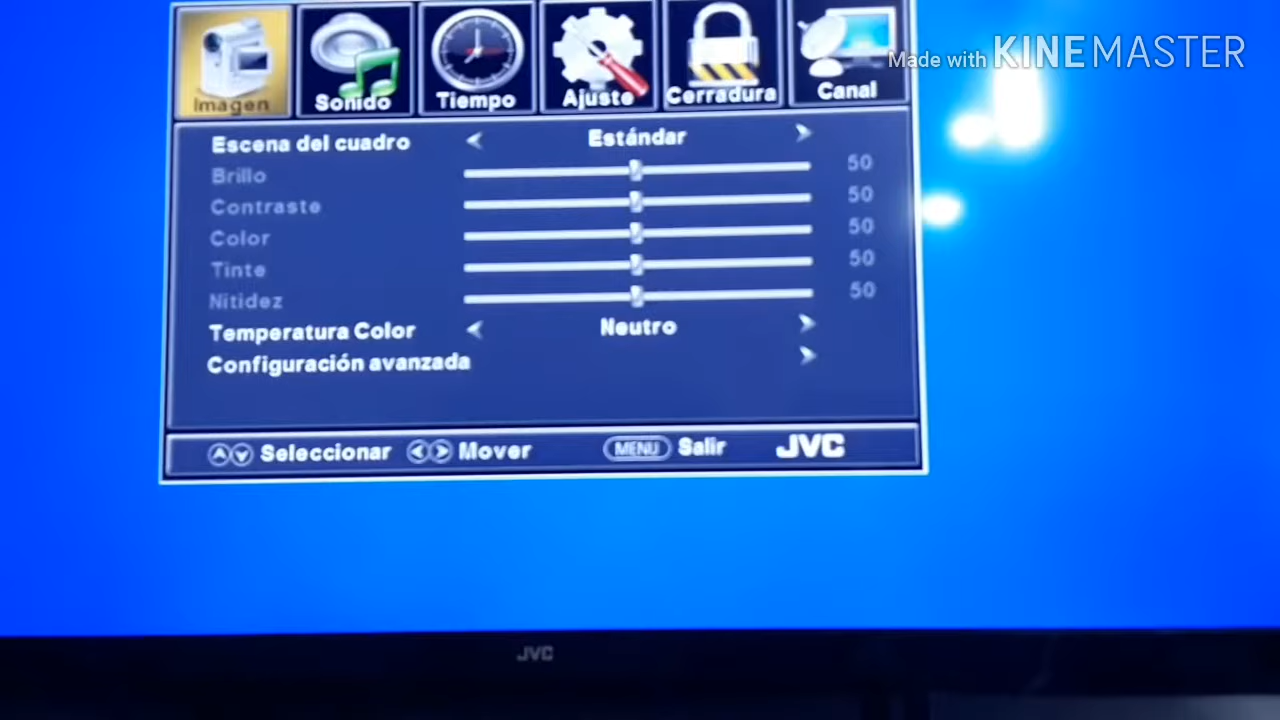 Made with KINEMASTER
Imagen Sonido Tiempo Ajuste Cerradura Canal
Escena del cuadro Estándar
Brillo 50
Contraste 50
Color 50
Tinte 50
Nitidez 50
Temperatura Color Neutro
Configuración avanzada
Seleccionar Mover MENU Salir JVC
JVC